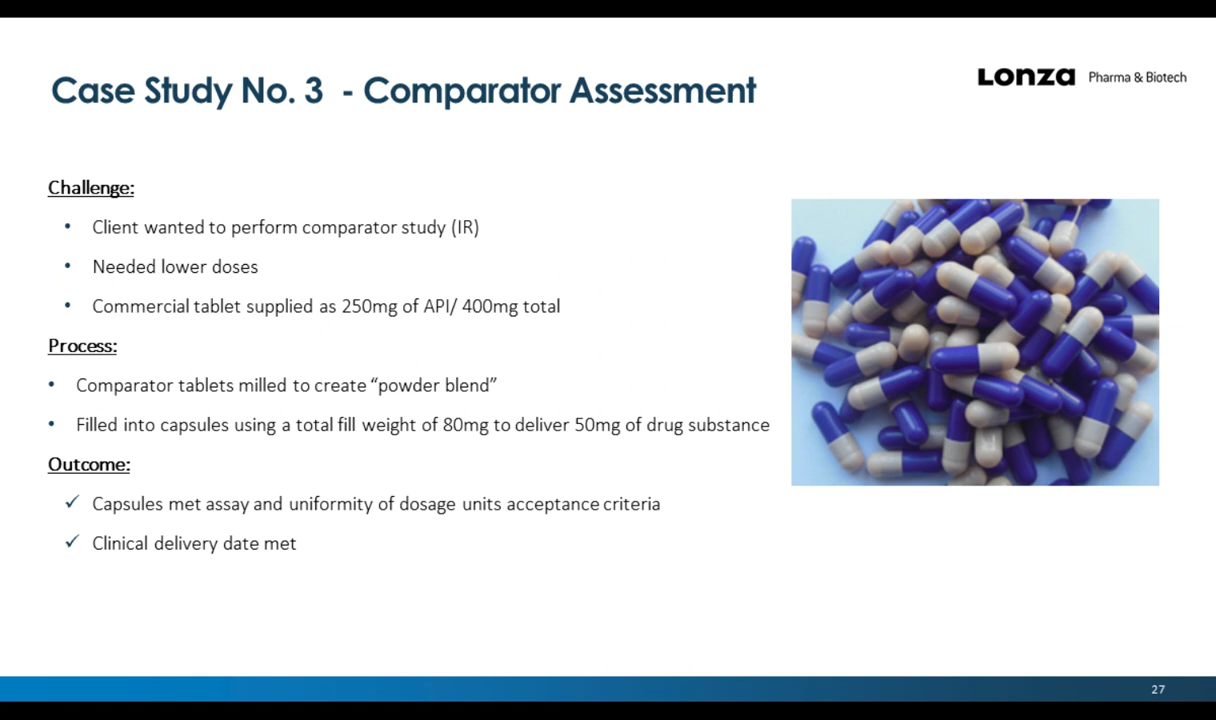 Case Study No. 3 - Comparator Assessment
Lonza Pharma & Biotech
Challenge:
• Client wanted to perform comparator study (IR)
• Needed lower doses
• Commercial tablet supplied as 250mg of API/ 400mg total
Process:
• Comparator tablets milled to create “powder blend”
• Filled into capsules using a total fill weight of 80mg to deliver 50mg of drug substance
Outcome:
✓ Capsules met assay and uniformity of dosage units acceptance criteria
✓ Clinical delivery date met
27